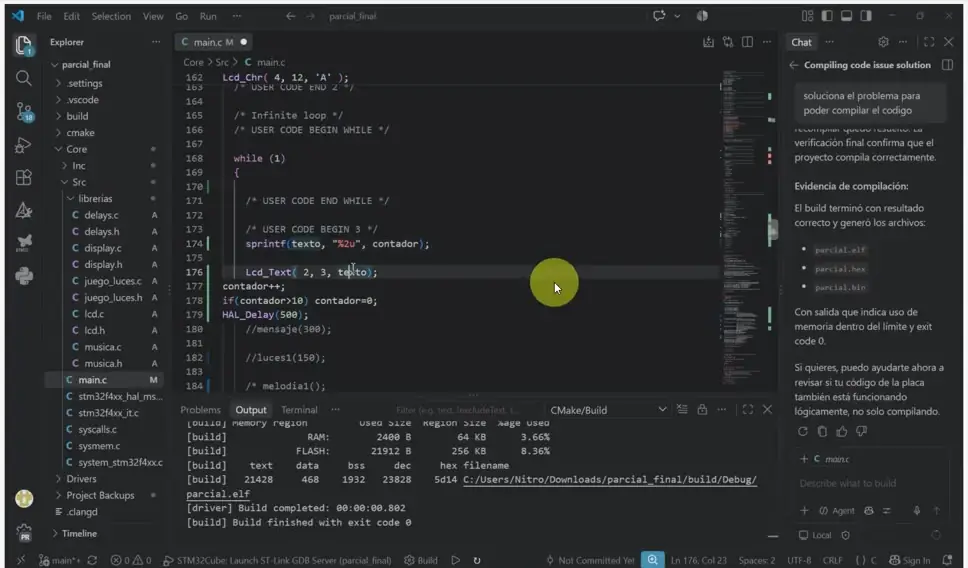 File Edit Selection View Go Run ··· parcial_final
Explorer ···
parcial_final
.settings
.vscode
build
cmake
Core
Inc
Src
librerias
delays.c A
delays.h A
display.c A
display.h A
juego_luces.c A
juego_luces.h A
lcd.c A
lcd.h A
musica.c A
musica.h A
main.c M
stm32f4xx_hal_ms...
stm32f4xx_it.c
syscalls.c
sysmem.c
system_stm32f4xx.c
Drivers
Project Backups
.clangd
Timeline
1
18
PR
main.c M
Core > Src > main.c
162 Lcd_Chr( 4, 12, 'A' );
163 /* USER CODE END 2 */
164
165 /* Infinite loop */
166 /* USER CODE BEGIN WHILE */
167
168 while (1)
169 {
170
171 /* USER CODE END WHILE */
172
173 /* USER CODE BEGIN 3 */
174 sprintf(texto, "%2u", contador);
175
176 Lcd_Text( 2, 3, texto);
177 contador++;
178 if(contador>10) contador=0;
179 HAL_Delay(500);
180 //mensaje(300);
181
182 //luces1(150);
183
184 /* melodia1();
Problems Output Terminal ··· Filter (e.g. text, !excludeText, t... CMake/Build
[build] Memory region Used Size Region Size %age Used
[build] RAM: 2400 B 64 KB 3.66%
[build] FLASH: 21912 B 256 KB 8.36%
[build] text data bss dec hex filename
[build] 21428 468 1932 23828 5d14 C:/Users/Nitro/Downloads/parcial_final/build/Debug/
parcial.elf
[driver] Build completed: 00:00:00.802
[build] Build finished with exit code 0
Chat ···
Compiling code issue solution
soluciona el problema para
poder compilar el codigo
recompilar quedó resuelto. La
verificación final confirma que el
proyecto compila correctamente.
Evidencia de compilación:
El build terminó con resultado
correcto y generó los archivos:
• parcial.elf
• parcial.hex
• parcial.bin
Con salida que indica uso de
memoria dentro del límite y exit
code 0.
Si quieres, puedo ayudarte ahora a
revisar si tu código de la placa
también está funcionando
lógicamente, no solo compilando.
+ C main.c
Describe what to build
+ Agent
Local
main*+ 0 0 STM32Cube: Launch ST-Link GDB Server (parcial_final) Build Not Committed Yet Ln 176, Col 23 Spaces: 2 UTF-8 CRLF { } C Sign In